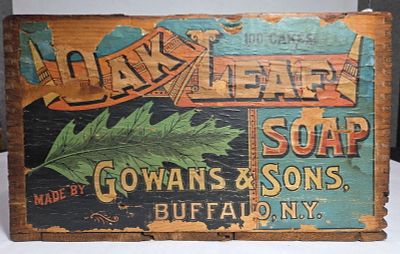 100 CAKES
OAK LEAF
SOAP
MADE BY GOWANS & SONS,
BUFFALO, N.Y.